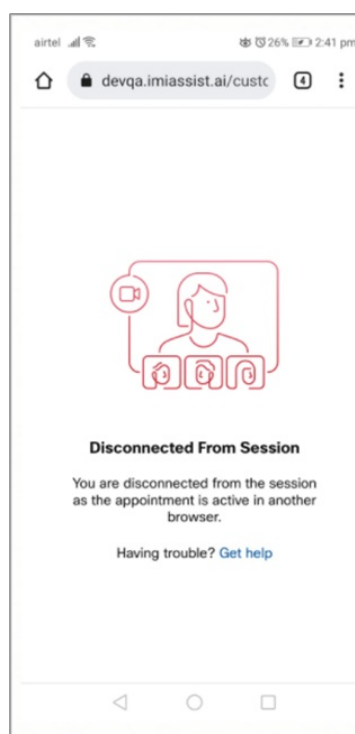 airtel 26% 2:41 pm
devqa.imiassist.ai/custc 4
Disconnected From Session
You are disconnected from the session
as the appointment is active in another
browser.
Having trouble? Get help